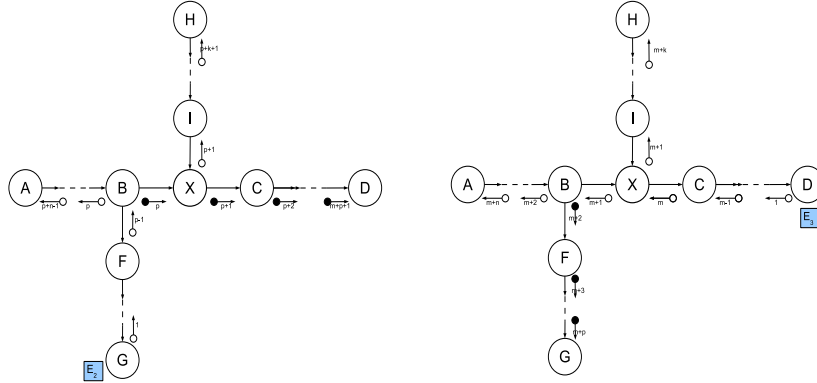 H
p+k+1
I
p+1
A
B
X
C
D
p+n-1
p
p
p+1
p+2
m+p+1
p-1
F
1
G
E2
H
m+k
I
m+1
A
B
X
C
D
m+n
m+2
m+1
m
m-1
1
E3
m+2
F
m+3
m+p
G